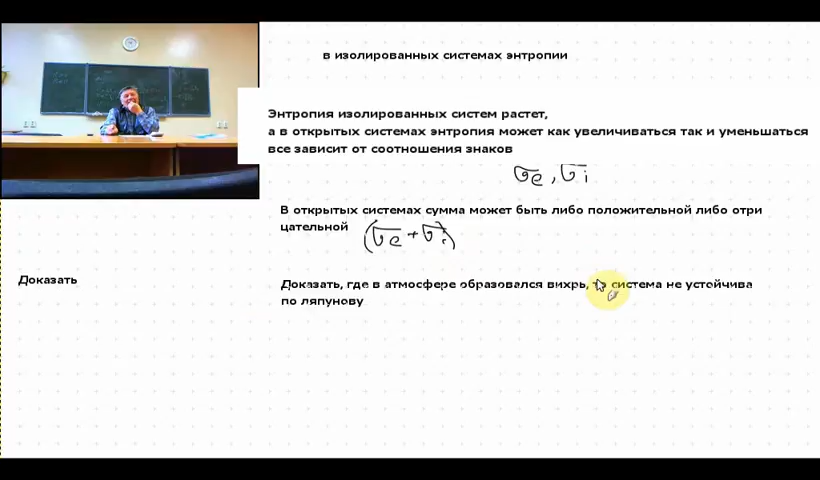 в изолированных системах энтропии
Энтропия изолированных систем растет,
а в открытых системах энтропия может как увеличиваться так и уменьшаться
все зависит от соотношения знаков
σe, σi
В открытых системах сумма может быть либо положительной либо отри
цательной
(σe + σi)
Доказать
Доказать, где в атмосфере образовался вихрь, система не устойчива
по ляпунову